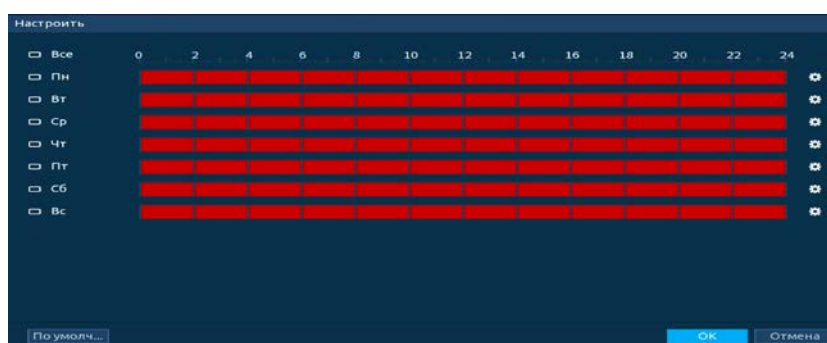 Настроить
Все 0 2 4 6 8 10 12 14 16 18 20 22 24
Пн
Вт
Ср
Чт
Пт
Сб
Вс
По умолч... ОК Отмена